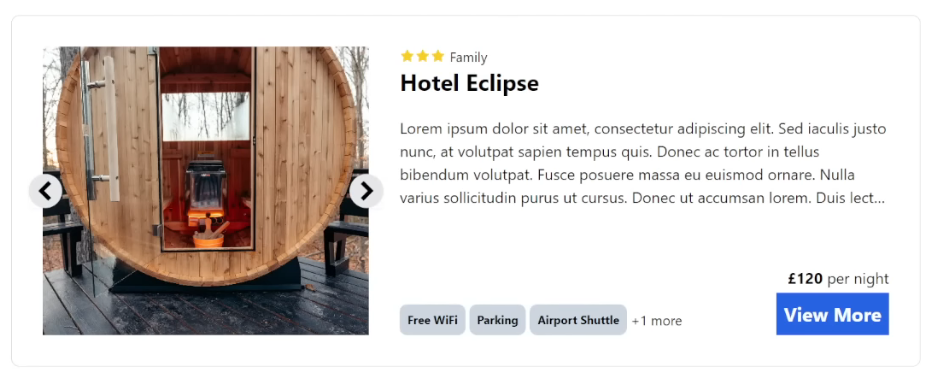 Family
Hotel Eclipse
Lorem ipsum dolor sit amet, consectetur adipiscing elit. Sed iaculis justo
nunc, at volutpat sapien tempus quis. Donec ac tortor in tellus
bibendum volutpat. Fusce posuere massa eu euismod ornare. Nulla
varius sollicitudin purus ut cursus. Donec ut accumsan lorem. Duis lect...
£120 per night
Free WiFi Parking Airport Shuttle +1 more
View More